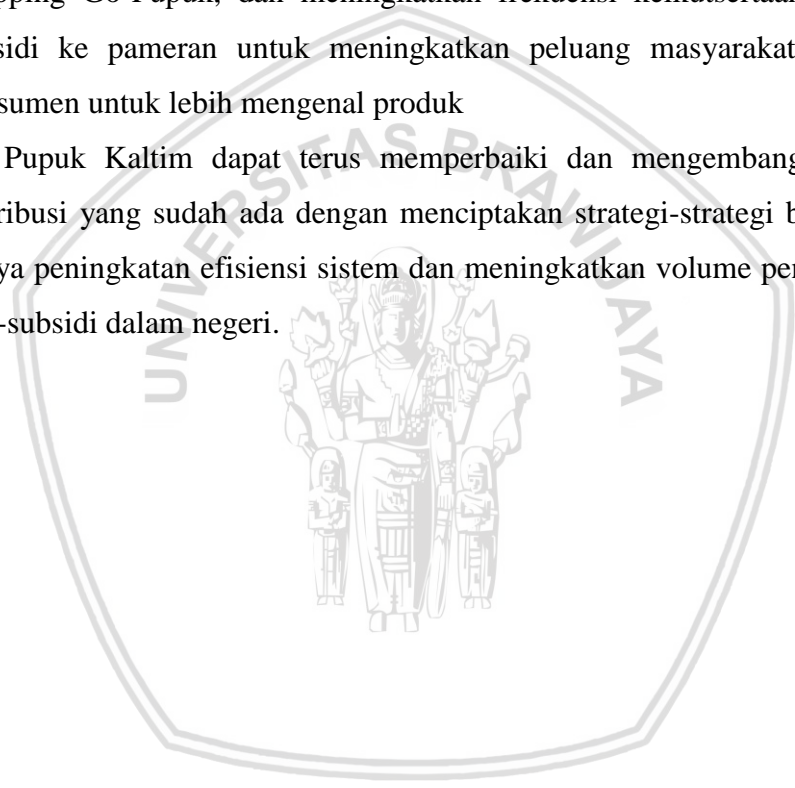 pping Go-Pupuk, dan meningkatkan frekuensi keikutsertaan
sidi ke pameran untuk meningkatkan peluang masyarakat
sumen untuk lebih mengenal produk
Pupuk Kaltim dapat terus memperbaiki dan mengembang
ribusi yang sudah ada dengan menciptakan strategi-strategi b
ya peningkatan efisiensi sistem dan meningkatkan volume per
-subsidi dalam negeri.
UNIVERSITAS BRAWIJAYA